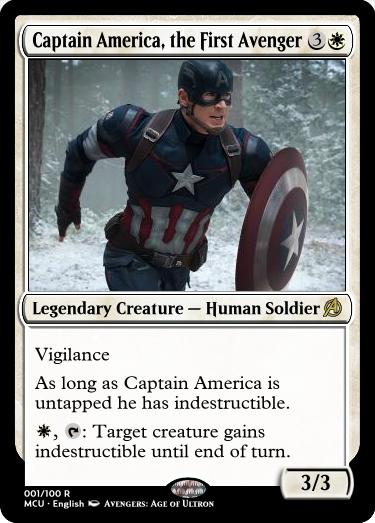 Captain America, the First Avenger 3
Legendary Creature — Human Soldier
Vigilance
As long as Captain America is
untapped he has indestructible.
, : Target creature gains
indestructible until end of turn.
3/3
001/100 R
MCU • English Avengers: Age of Ultron